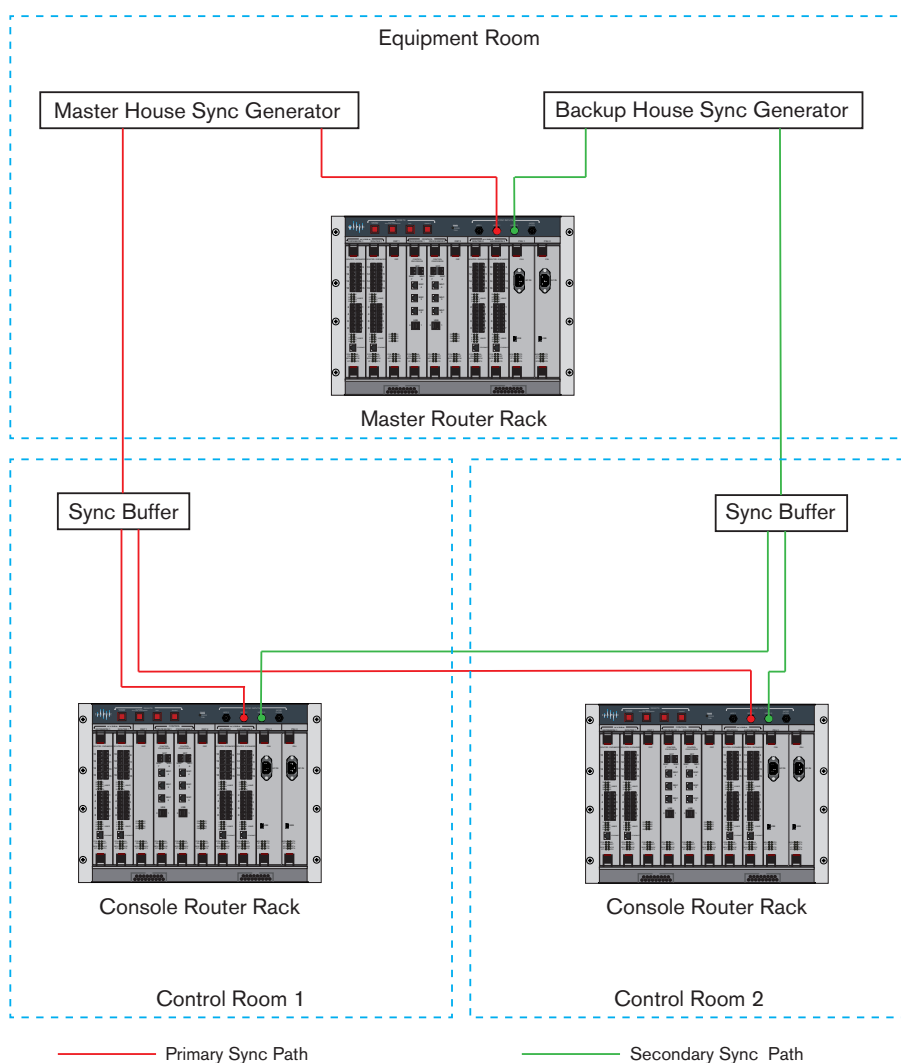 Equipment Room
Master House Sync Generator
Backup House Sync Generator
Master Router Rack
Sync Buffer
Sync Buffer
Console Router Rack
Console Router Rack
Control Room 1
Control Room 2
Primary Sync Path
Secondary Sync Path